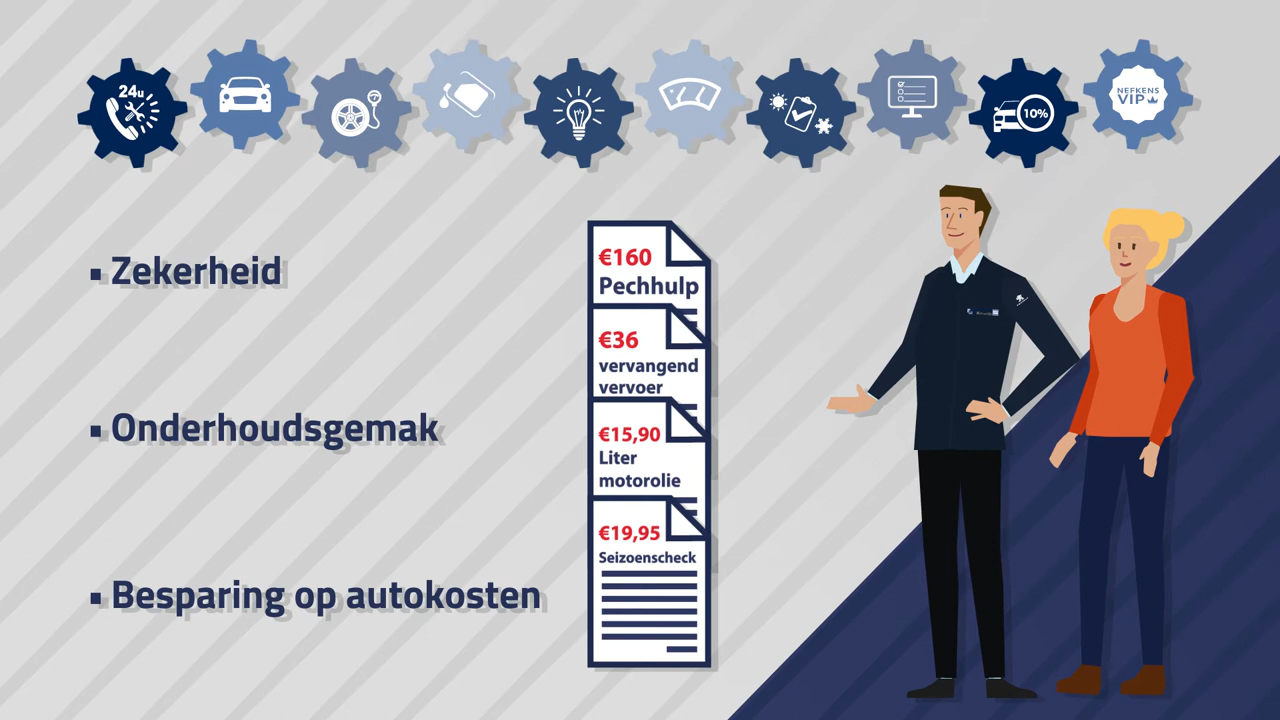 24u
10%
NEFKENS
VIP
▪ Zekerheid
▪ Onderhoudsgemak
▪ Besparing op autokosten
€160
Pechhulp
€36
vervangend
vervoer
€15,90
Liter
motorolie
€19,95
Seizoenscheck